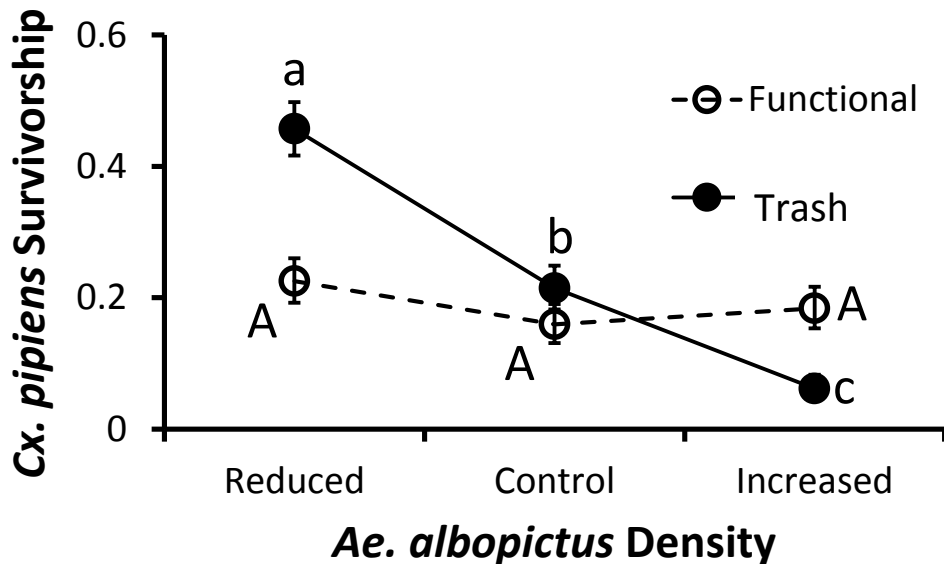 Cx. pipiens Survivorship
0.6
0.4
0.2
0
a
b
c
A
A
A
Functional
Trash
Reduced Control Increased
Ae. albopictus Density